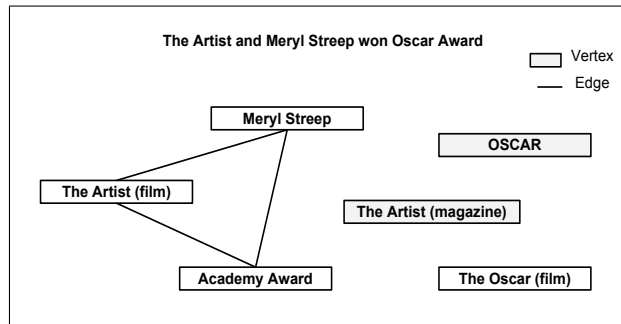 The Artist and Meryl Streep won Oscar Award
Vertex
Edge
Meryl Streep
OSCAR
The Artist (film)
The Artist (magazine)
Academy Award
The Oscar (film)